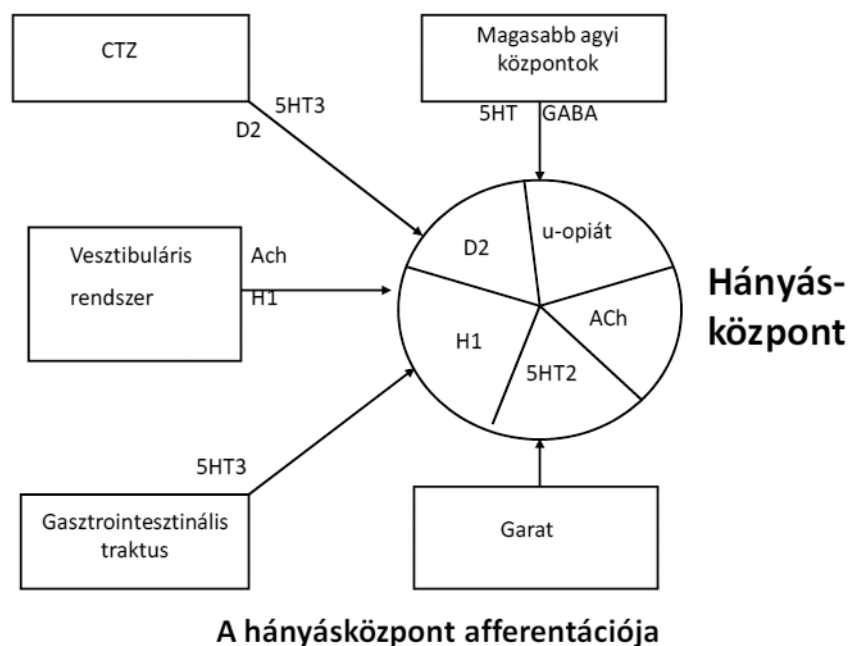 CTZ
Magasabb agyi
központok
5HT3
D2
5HT
GABA
Vesztibuláris
rendszer
Ach
H1
D2
u-opiát
H1
ACh
5HT2
Hányás-
központ
5HT3
Gasztrointesztinális
traktus
Garat
A hányásközpont afferentációja